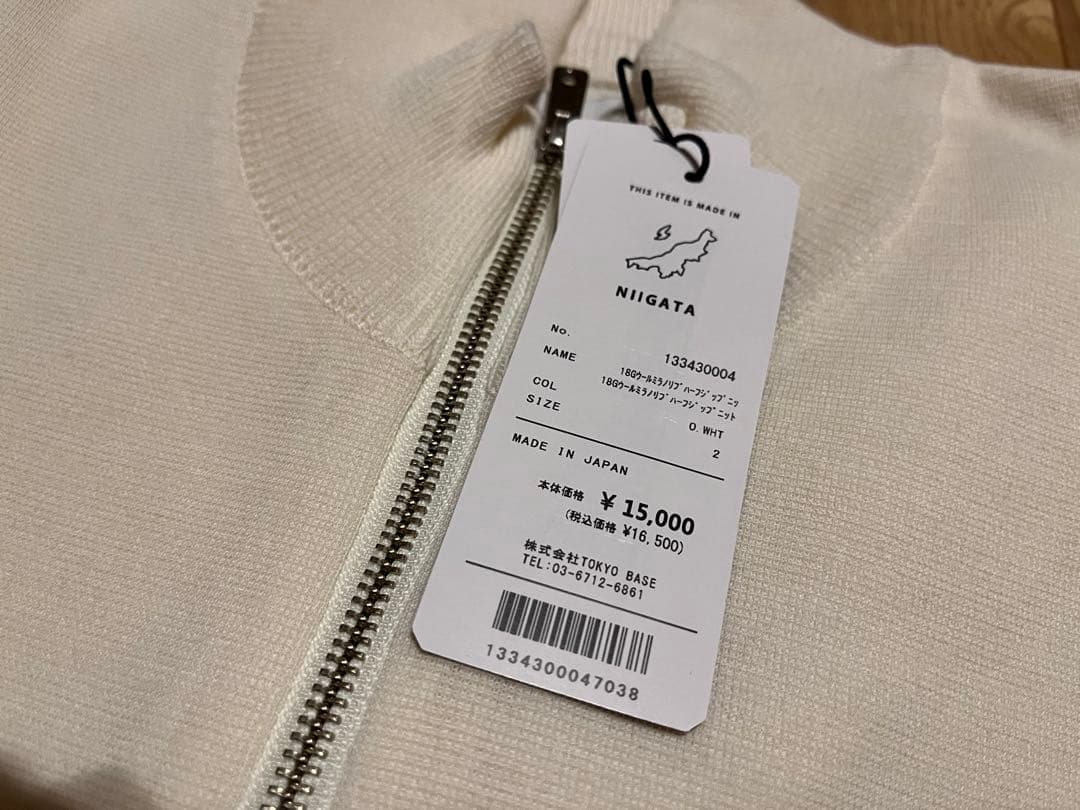 THIS ITEM IS MADE IN
NIIGATA
No. 133430004
NAME 18Gウールミラノリブハーフジップニッ
18Gウールミラノリブハーフジップニット
COL O.WHT
SIZE 2
MADE IN JAPAN
本体価格 ¥ 15,000
(税込価格 ¥16,500)
株式会社TOKYO BASE
TEL:03-6712-6861
1334300047038